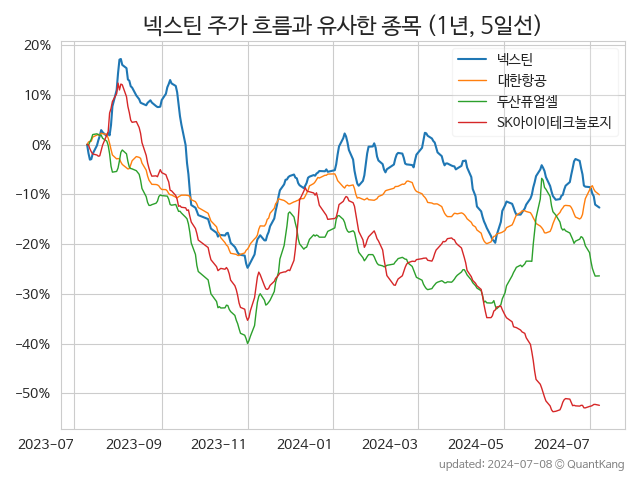 넥스틴 주가 흐름과 유사한 종목 (1년, 5일선)
넥스틴
대한항공
두산퓨얼셀
SK아이이테크놀로지
20%
10%
0%
−10%
−20%
−30%
−40%
−50%
2023-07 2023-09 2023-11 2024-01 2024-03 2024-05 2024-07
updated: 2024-07-08 © QuantKang